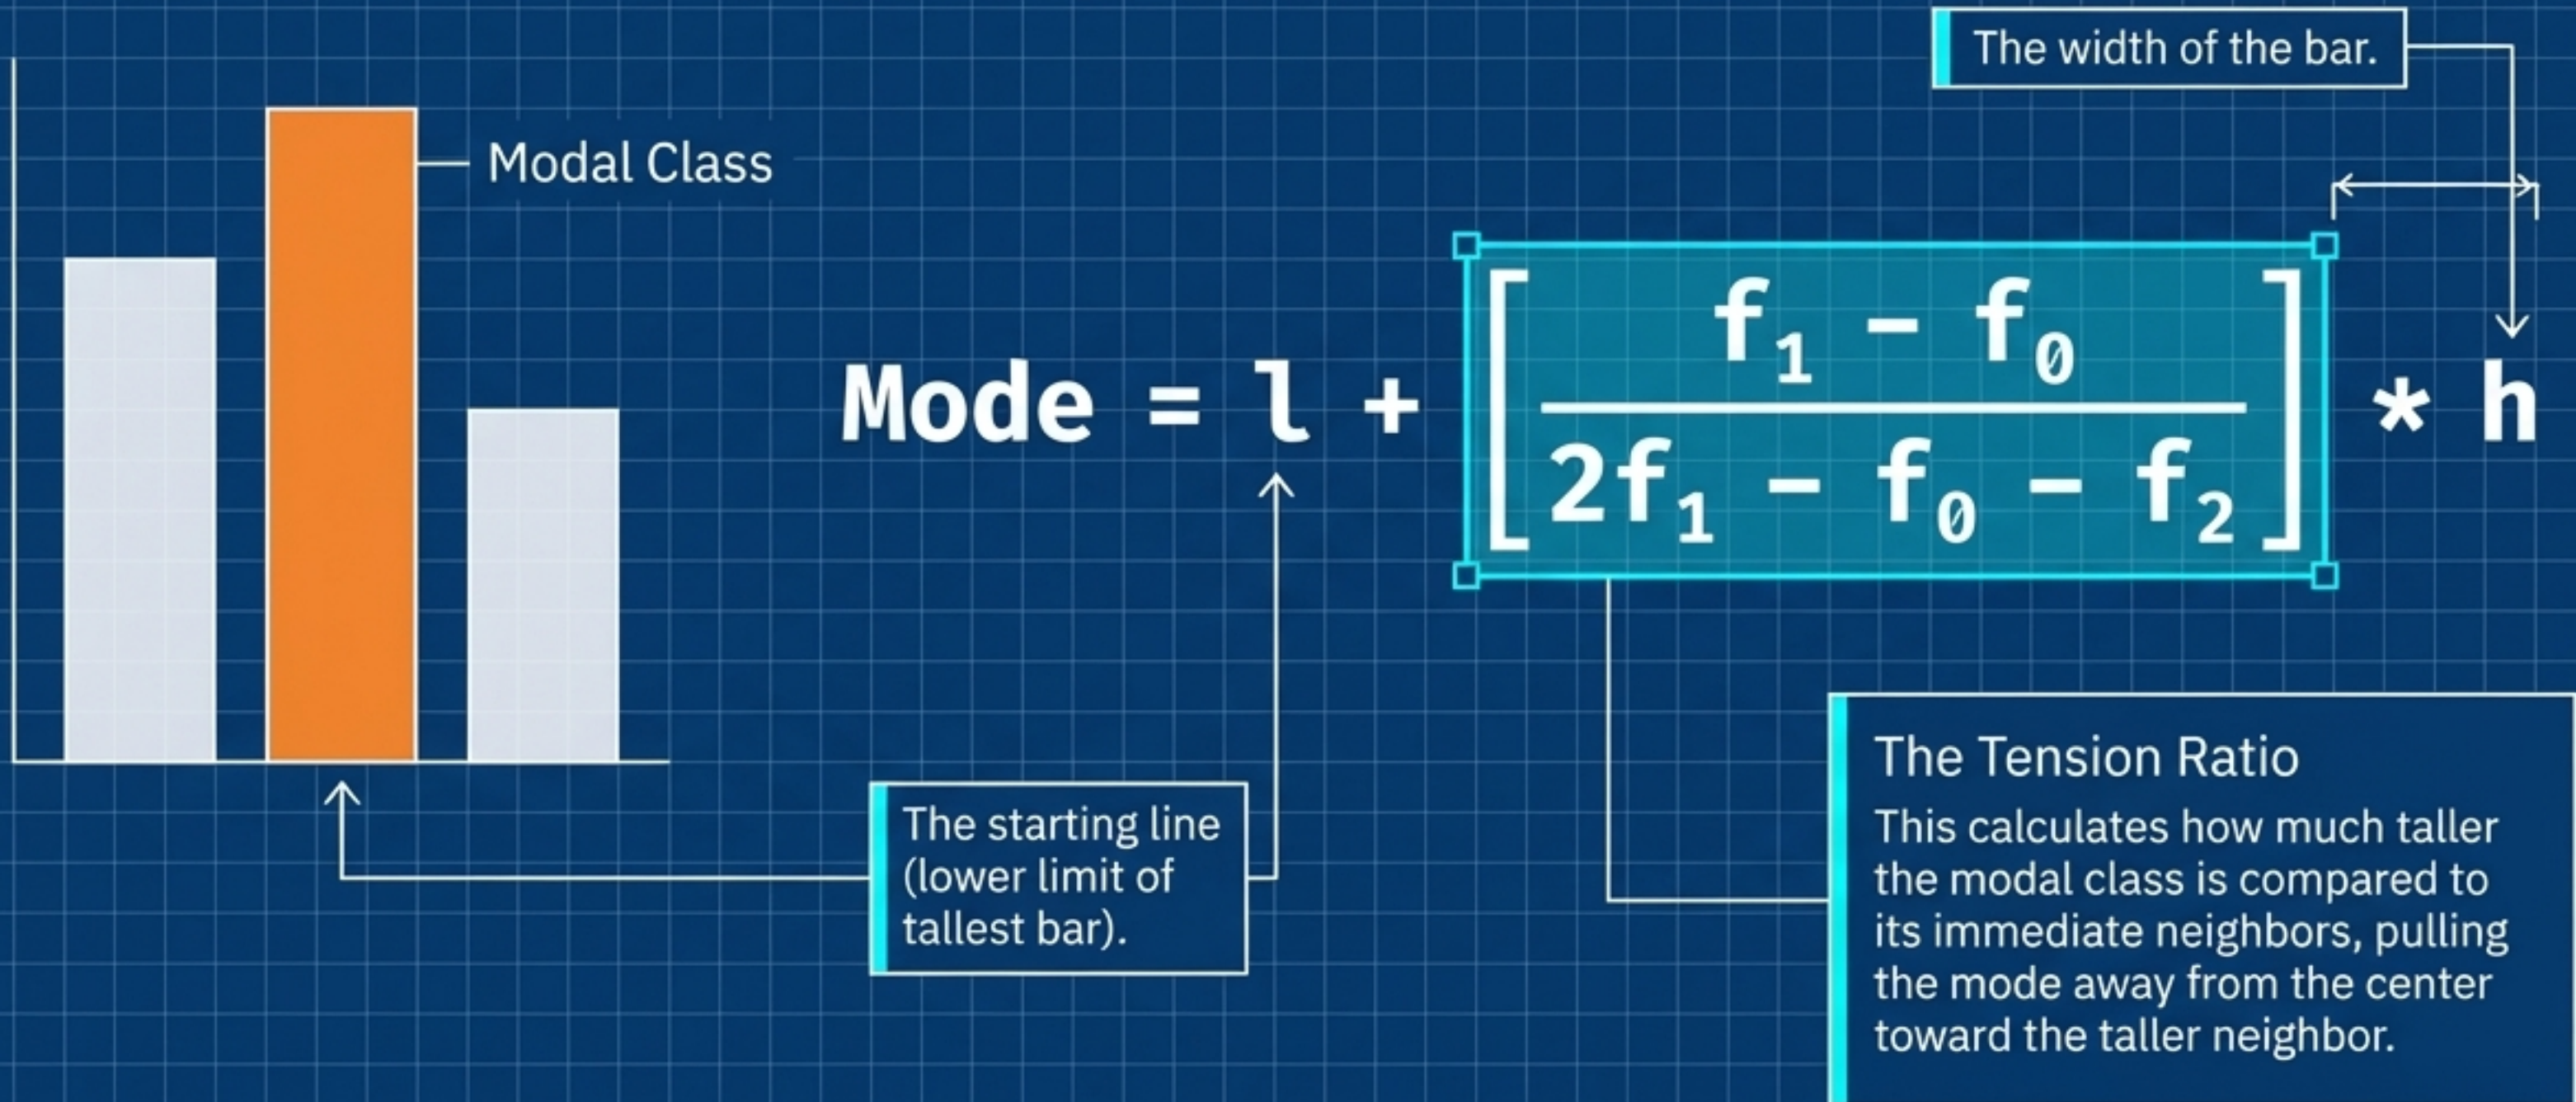 The width of the bar.
Modal Class
Mode = l + [ f₁ − f₀ / 2f₁ − f₀ − f₂ ] * h
The starting line
(lower limit of
tallest bar).
The Tension Ratio
This calculates how much taller
the modal class is compared to
its immediate neighbors, pulling
the mode away from the center
toward the taller neighbor.